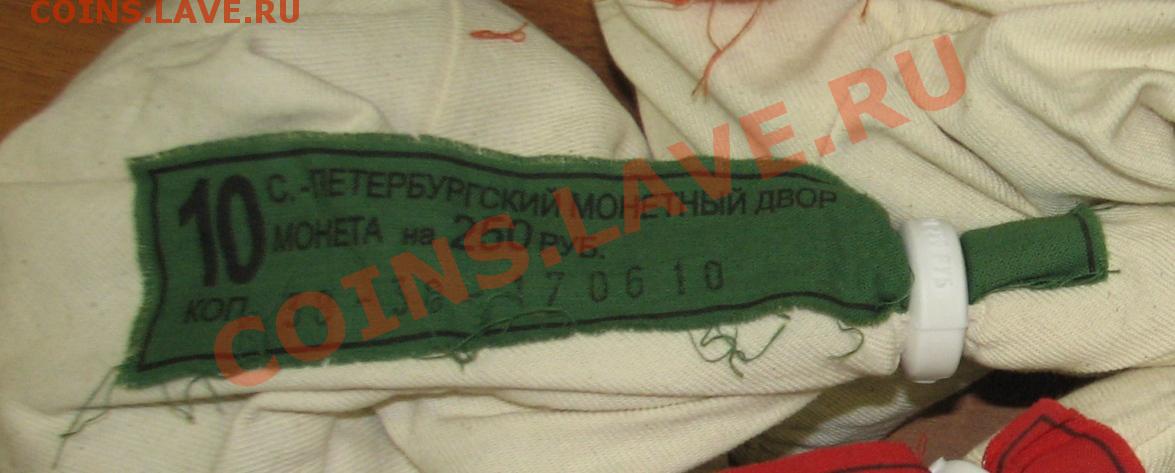 COINS.LAVE.RU
10 С.-ПЕТЕРБУРГСКИЙ МОНЕТНЫЙ ДВОР
МОНЕТА на 250 РУБ.
КОП. 170610
COINS.LAVE.RU